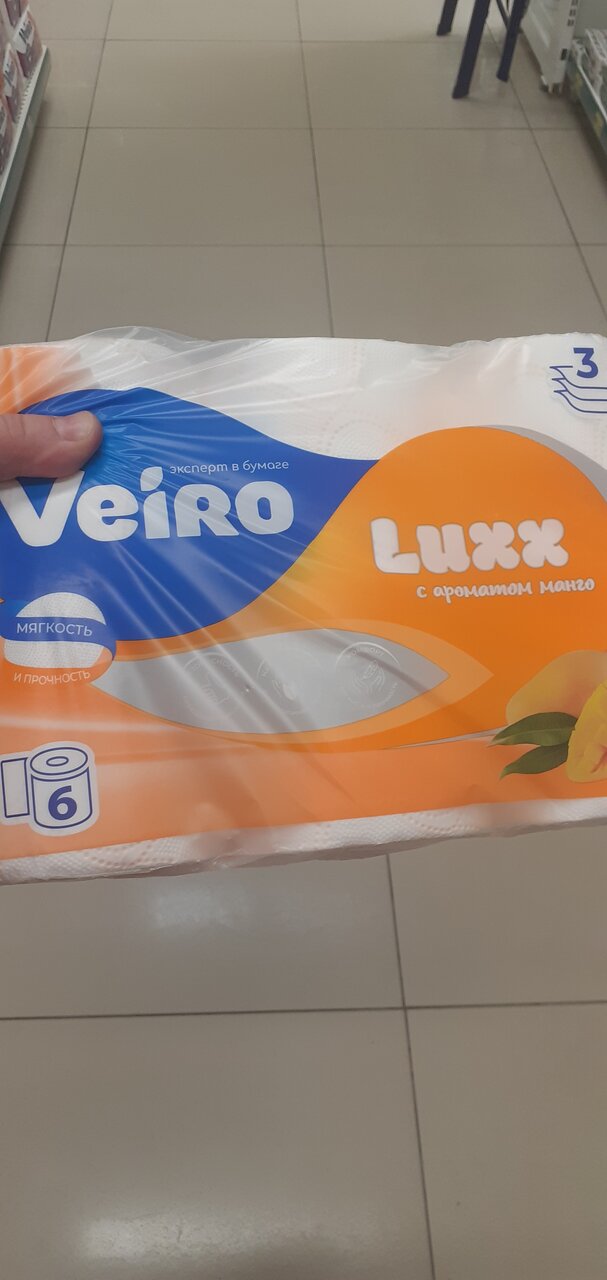 3
эксперт в бумаге
Veiro
Luxx
с ароматом манго
МЯГКОСТЬ
И ПРОЧНОСТЬ
6